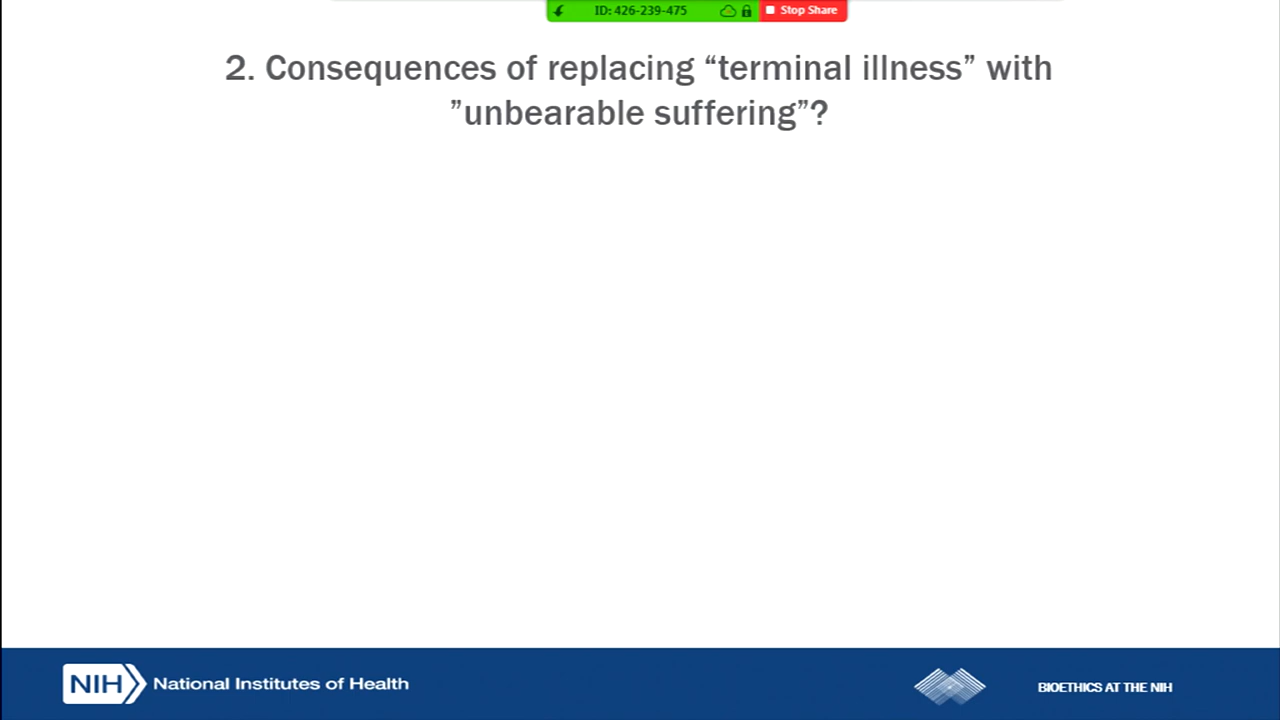 ID: 426-239-475
Stop Share
2. Consequences of replacing “terminal illness” with
”unbearable suffering”?
NIH National Institutes of Health
BIOETHICS AT THE NIH